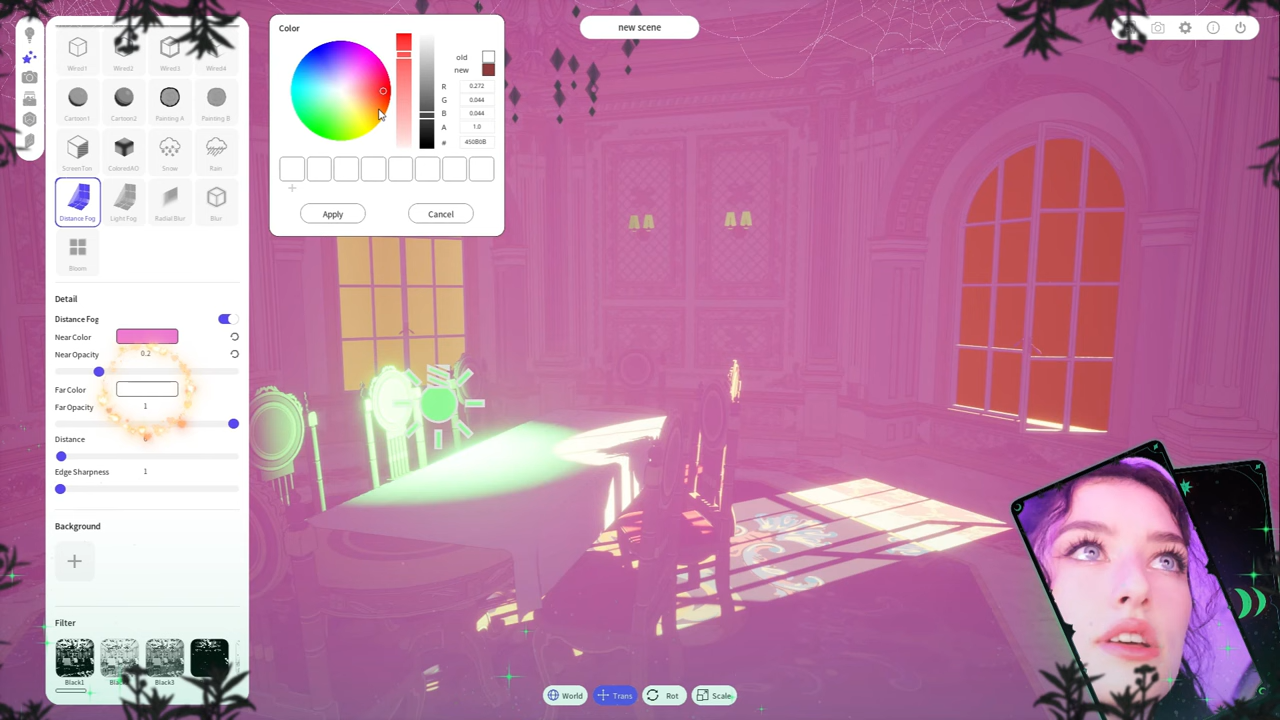 Wired1 Wired2 Wired3 Wired4
Cartoon1 Cartoon2 Painting A Painting B
ScreenTon ColoredAO Snow Rain
Distance Fog Light Fog Radial Blur Blur
Bloom
Detail
Distance Fog
Near Color
Near Opacity 0.2
Far Color
Far Opacity 1
Distance
Edge Sharpness 1
Background
Filter
Black1 Black3
Color
old
new
R 0.272
G 0.044
B 0.044
A 1.0
# 450B0B
Apply Cancel
new scene
World Trans Rot Scale